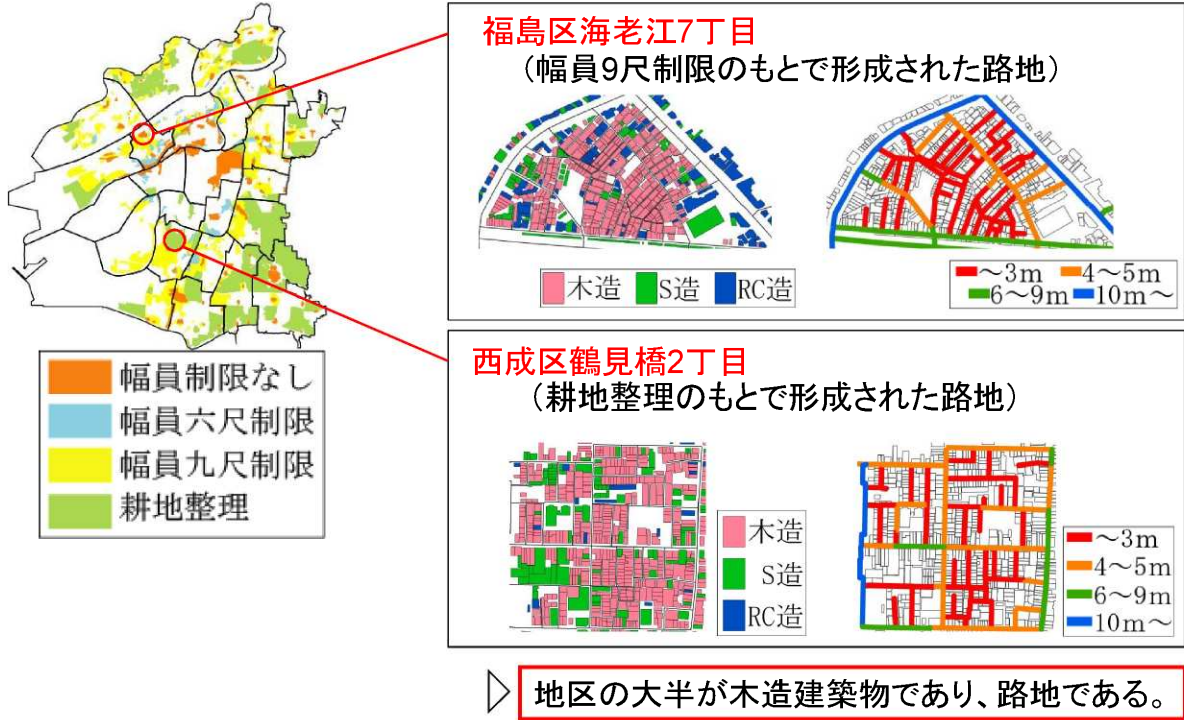 福島区海老江7丁目
（幅員9尺制限のもとで形成された路地）
木造 S造 RC造
～3m 4～5m
6～9m 10m～
幅員制限なし
幅員六尺制限
幅員九尺制限
耕地整理
西成区鶴見橋2丁目
（耕地整理のもとで形成された路地）
木造
S造
RC造
～3m
4～5m
6～9m
10m～
地区の大半が木造建築物であり、路地である。